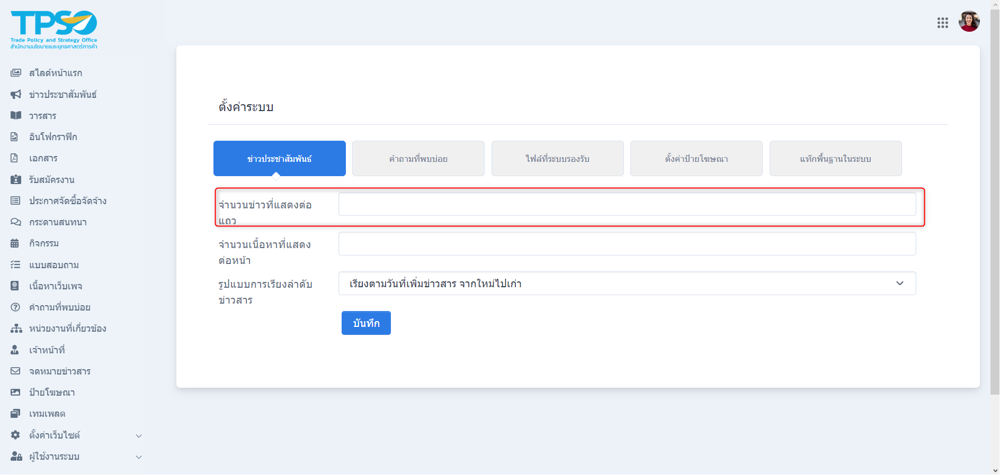 TPSO
Trade Policy and Strategy Office
สำนักงานนโยบายและยุทธศาสตร์การค้า
สไลด์หน้าแรก
ข่าวประชาสัมพันธ์
วารสาร
อินโฟกราฟิก
เอกสาร
รับสมัครงาน
ประกาศจัดซื้อจัดจ้าง
กระดานสนทนา
กิจกรรม
แบบสอบถาม
เนื้อหาเว็บเพจ
คำถามที่พบบ่อย
หน่วยงานที่เกี่ยวข้อง
เจ้าหน้าที่
จดหมายข่าวสาร
ป้ายโฆษณา
เทมเพลต
ตั้งค่าเว็บไซต์
ผู้ใช้งานระบบ
ตั้งค่าระบบ
ข่าวประชาสัมพันธ์
คำถามที่พบบ่อย
ไฟล์ที่ระบบรองรับ
ตั้งค่าป้ายโฆษณา
แท๊กพื้นฐานในระบบ
จำนวนข่าวที่แสดงต่อ
แถว
จำนวนเนื้อหาที่แสดง
ต่อหน้า
รูปแบบการเรียงลำดับ
ข่าวสาร
เรียงตามวันที่เพิ่มข่าวสาร จากใหม่ไปเก่า
บันทึก